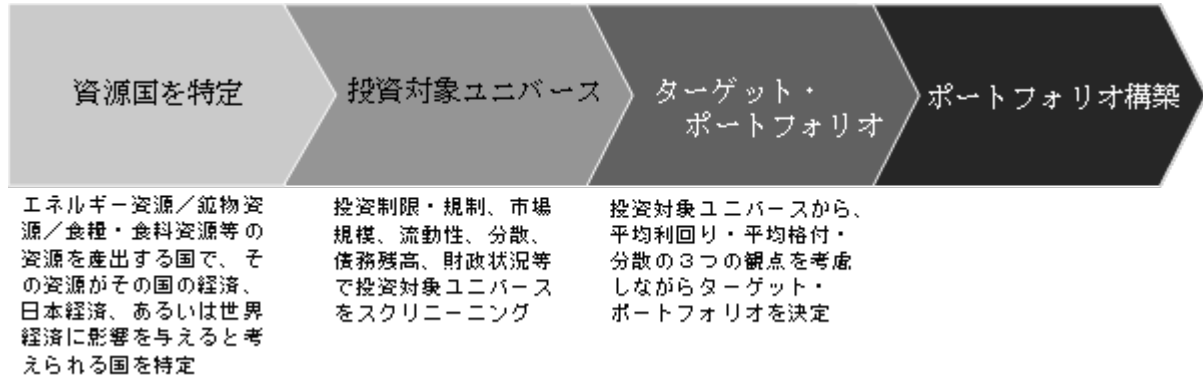 資源国を特定
投資対象ユニバース
ターゲット・
ポートフォリオ
ポートフォリオ構築
エネルギー資源／鉱物資
源／食糧・食料資源等の
資源を産出する国で、そ
の資源がその国の経済、
日本経済、あるいは世界
経済に影響を与えると考
えられる国を特定
投資制限・規制、市場
規模、流動性、分散、
債務残高、財政状況等
で投資対象ユニバース
をスクリーニーニング
投資対象ユニバースから、
平均利回り・平均格付・
分散の３つの観点を考慮
しながらターゲット・
ポートフォリオを決定